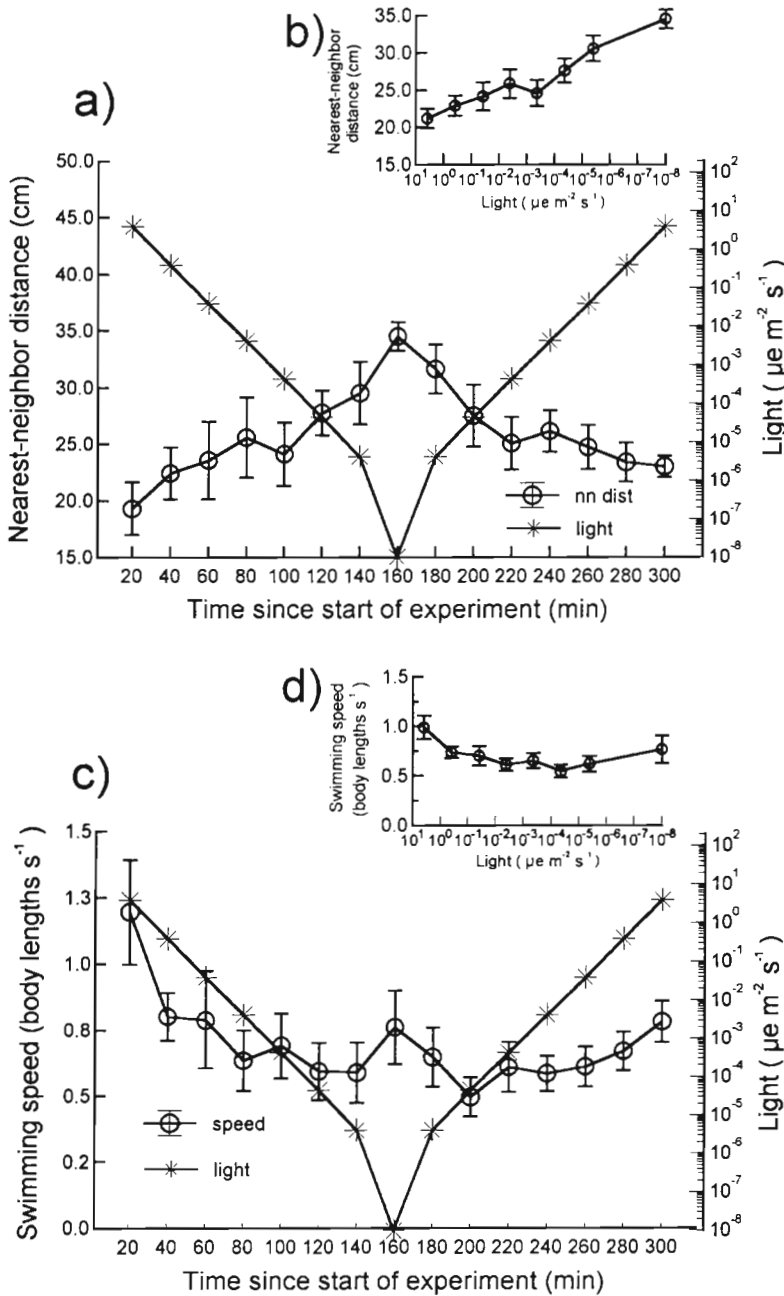 b)
Nearest-neighbor
distance (cm)
35.0
30.0
25.0
20.0
15.0
10¹ 10⁰ 10⁻¹ 10⁻² 10⁻³ 10⁻⁴ 10⁻⁵ 10⁻⁶ 10⁻⁷ 10⁻⁸
Light ( µe m⁻² s⁻¹ )
a)
Nearest-neighbor distance (cm)
50.0
45.0
40.0
35.0
30.0
25.0
20.0
15.0
10²
10¹
10⁰
10⁻¹
10⁻²
10⁻³
10⁻⁴
10⁻⁵
10⁻⁶
10⁻⁷
10⁻⁸
Light ( µe m⁻² s⁻¹ )
nn dist
light
20 40 60 80 100 120 140 160 180 200 220 240 260 280 300
Time since start of experiment (min)
d)
Swimming speed
(body lengths s⁻¹ )
1.5
1.0
0.5
0.0
10¹ 10⁰ 10⁻¹ 10⁻² 10⁻³ 10⁻⁴ 10⁻⁵ 10⁻⁶ 10⁻⁷ 10⁻⁸
Light ( µe m⁻² s⁻¹ )
c)
Swimming speed (body lengths s⁻¹ )
1.5
1.3
1.0
0.8
0.5
0.2
0.0
10²
10¹
10⁰
10⁻¹
10⁻²
10⁻³
10⁻⁴
10⁻⁵
10⁻⁶
10⁻⁷
10⁻⁸
Light ( µe m⁻² s⁻¹ )
speed
light
20 40 60 80 100 120 140 160 180 200 220 240 260 280 300
Time since start of experiment (min)